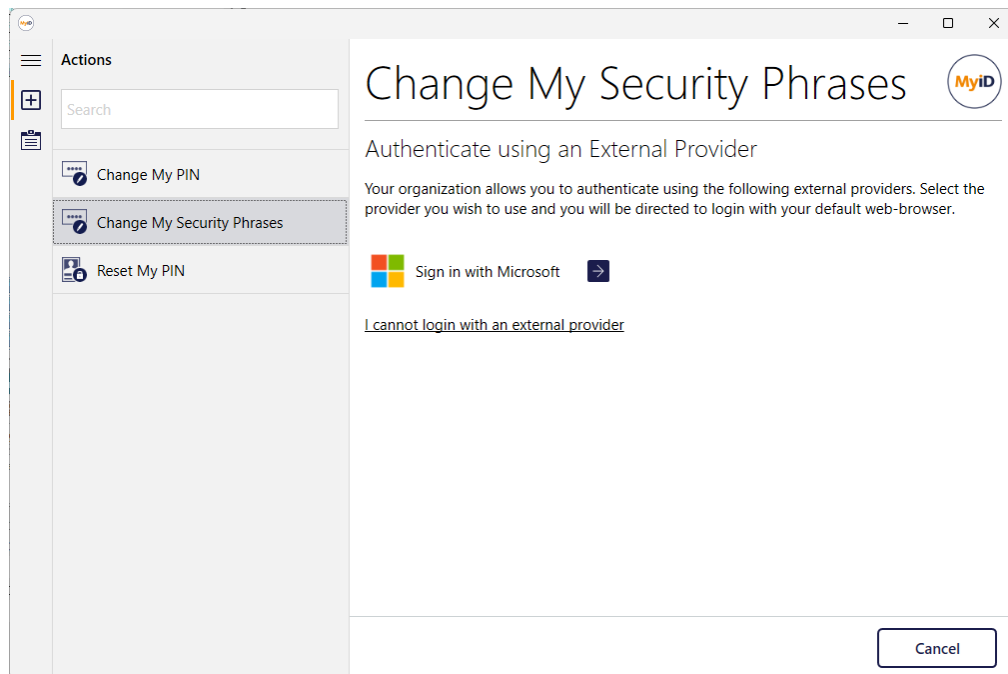 MyiD
Actions
Search
Change My PIN
Change My Security Phrases
Reset My PIN
Change My Security Phrases
MyiD
Authenticate using an External Provider
Your organization allows you to authenticate using the following external providers. Select the
provider you wish to use and you will be directed to login with your default web-browser.
Sign in with Microsoft
I cannot login with an external provider
Cancel